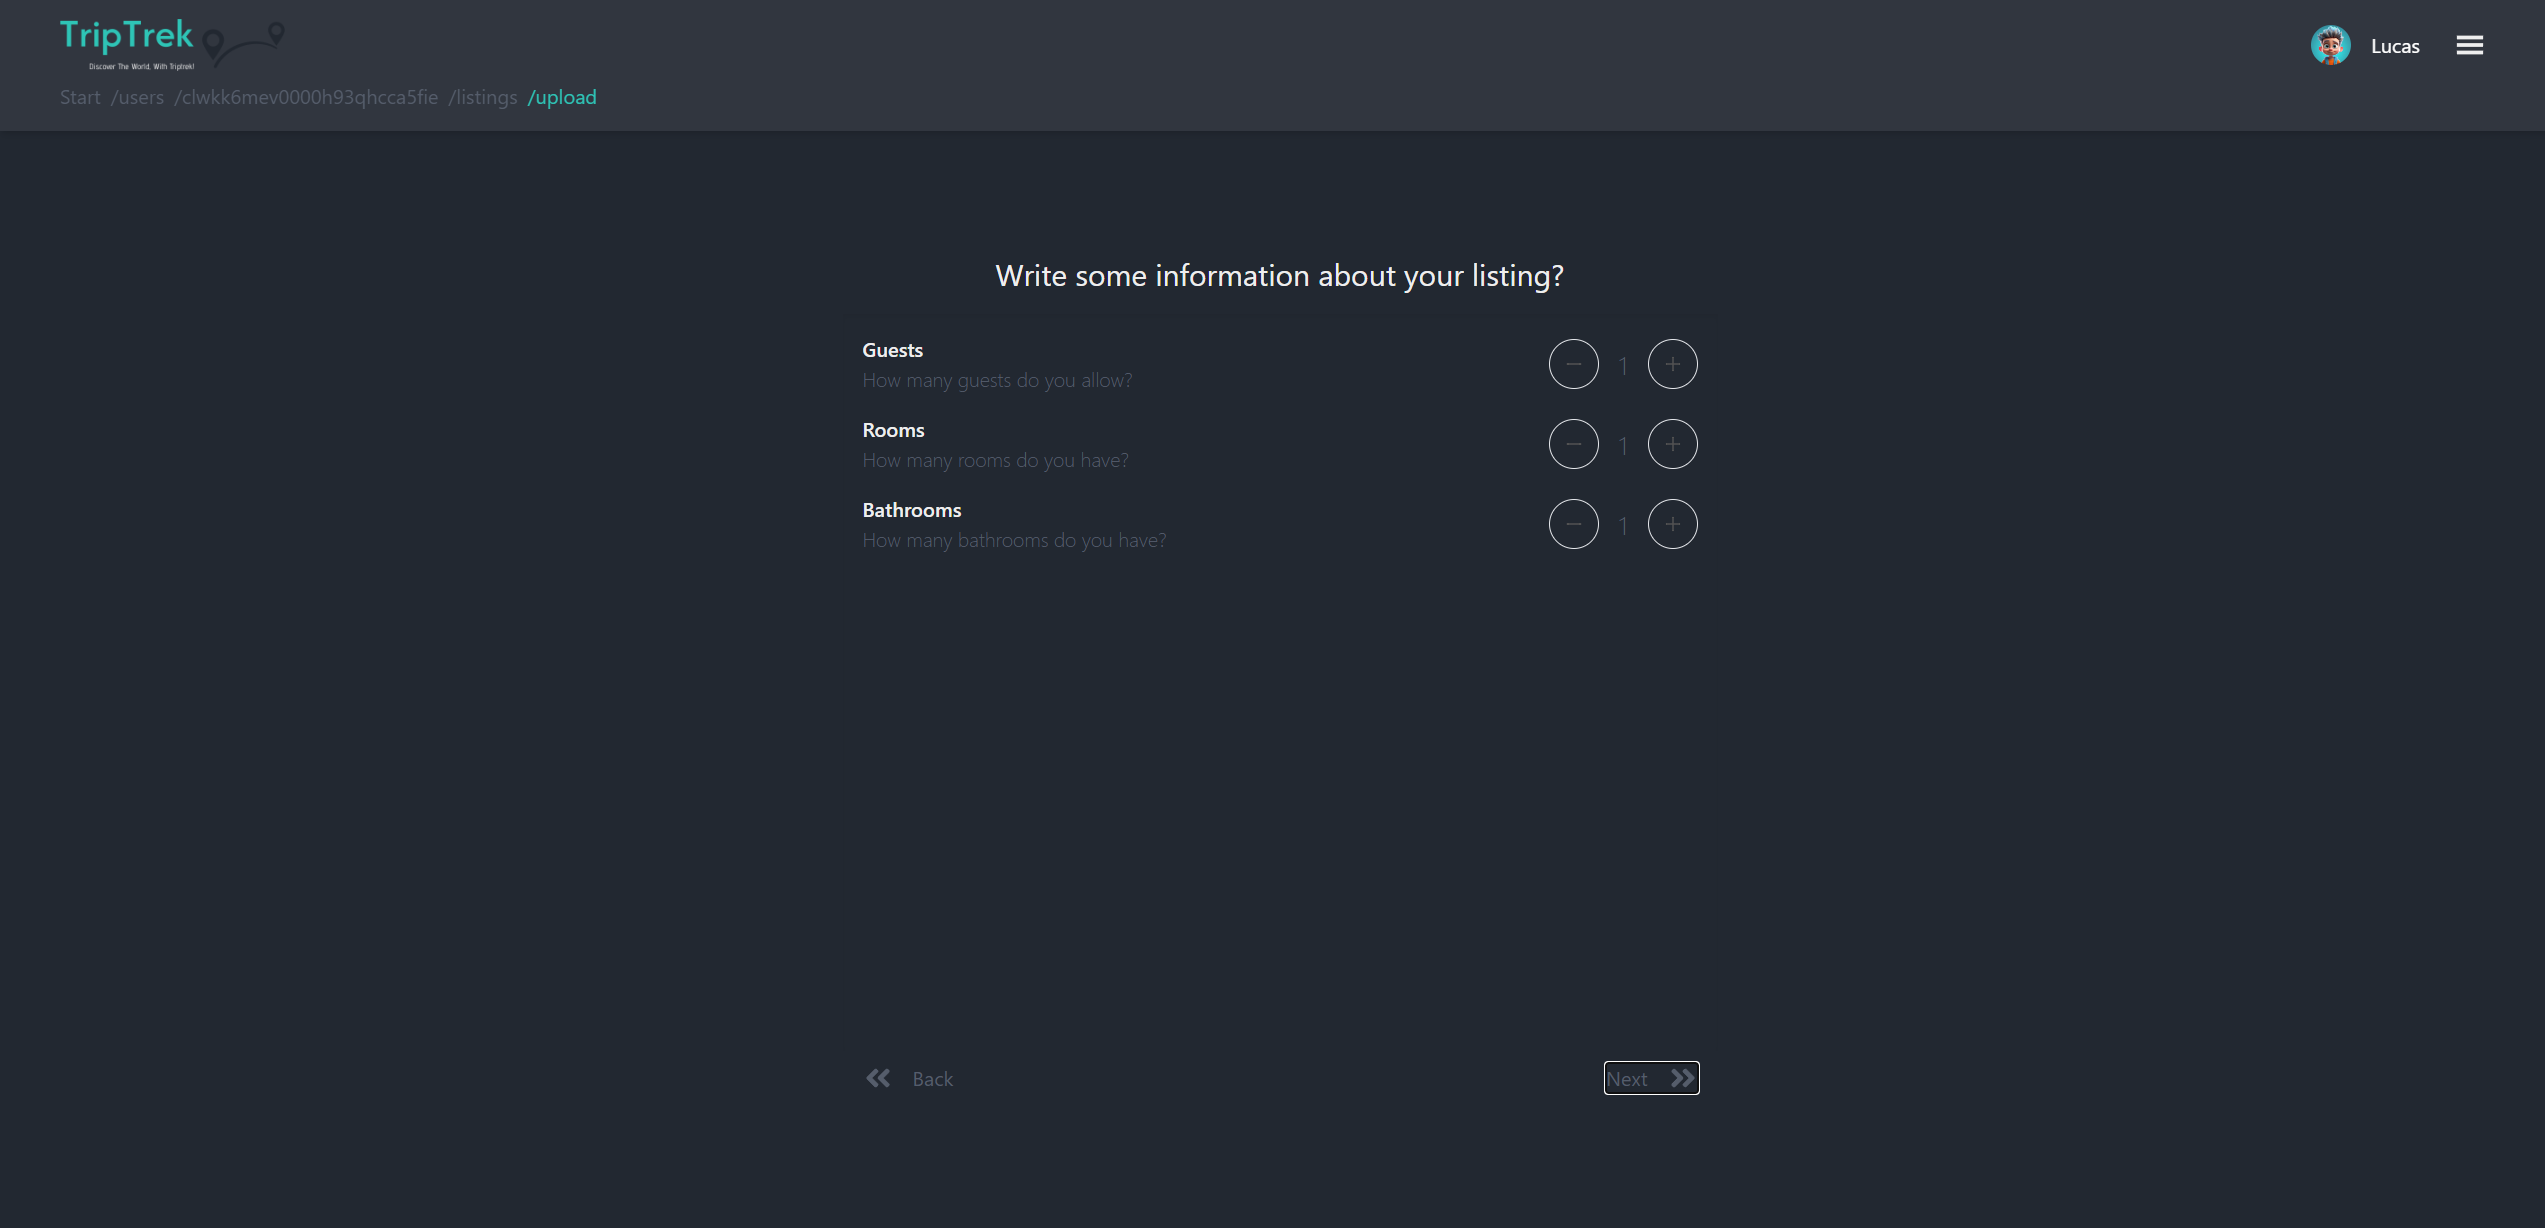 TripTrek
Discover The World, With Triptrek!
Lucas
Start /users /clwkk6mev0000h93qhcca5fie /listings /upload
Write some information about your listing?
Guests
How many guests do you allow?
− 1 +
Rooms
How many rooms do you have?
− 1 +
Bathrooms
How many bathrooms do you have?
− 1 +
Back
Next